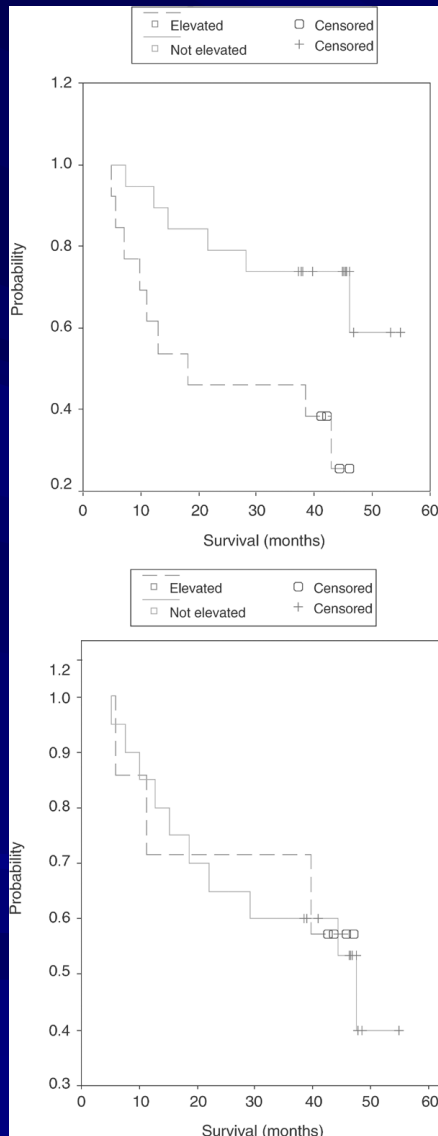 Elevated Censored
Not elevated Censored
1.2
1.0
0.8
0.6
0.4
0.2
Probability
0 10 20 30 40 50 60
Survival (months)
Elevated Censored
Not elevated Censored
1.2
1.0
0.9
0.8
0.7
0.6
0.5
0.4
0.3
Probability
0 10 20 30 40 50 60
Survival (months)